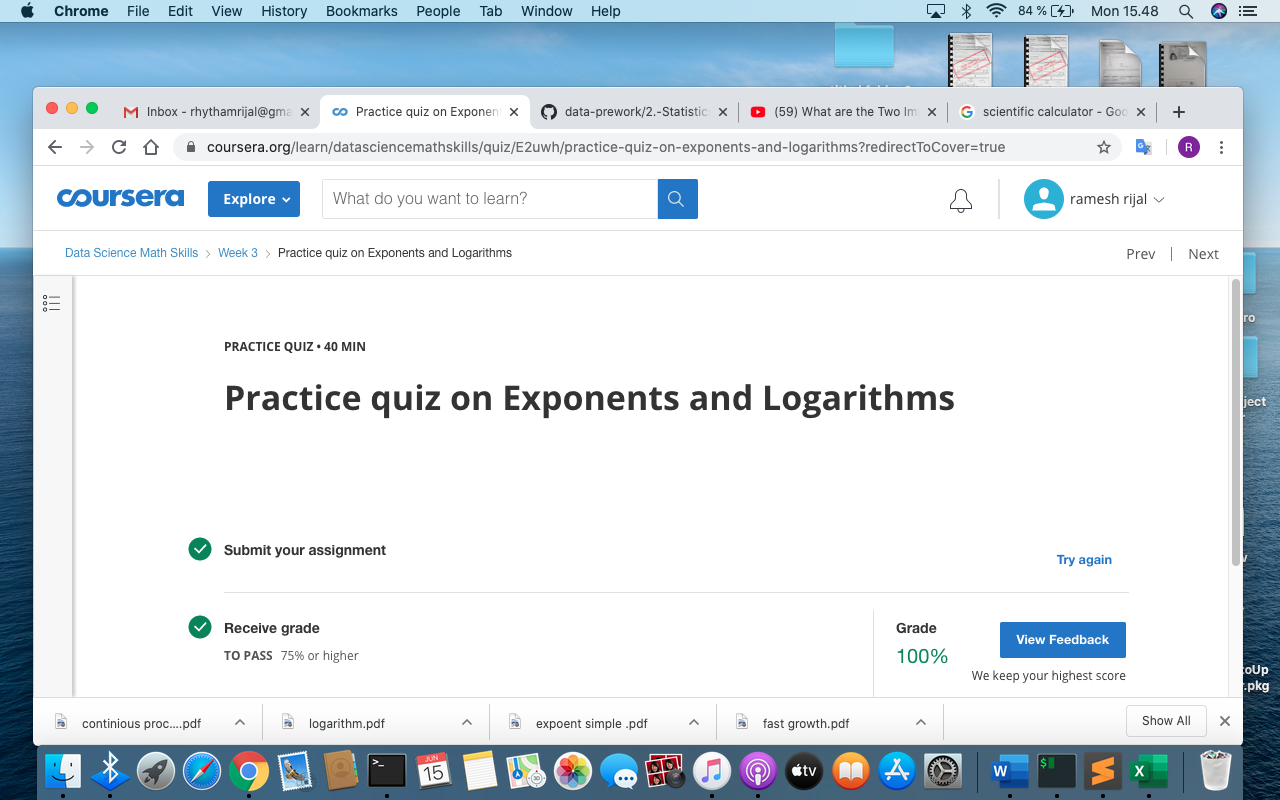 Chrome File Edit View History Bookmarks People Tab Window Help 84 % Mon 15.48
Inbox - rhythamrijal@gma Practice quiz on Exponen data-prework/2.-Statistic (59) What are the Two Im scientific calculator - Goo
coursera.org/learn/datasciencemathskills/quiz/E2uwh/practice-quiz-on-exponents-and-logarithms?redirectToCover=true R
coursera Explore What do you want to learn? ramesh rijal
Data Science Math Skills > Week 3 > Practice quiz on Exponents and Logarithms Prev | Next
ro
PRACTICE QUIZ • 40 MIN
Practice quiz on Exponents and Logarithms
ject
Submit your assignment
Try again
Receive grade
TO PASS 75% or higher
Grade
100%
View Feedback
We keep your highest score
toUp
.pkg
continious proc....pdf logarithm.pdf expoent simple .pdf fast growth.pdf Show All
JUN
15
tv
W
$
S
X